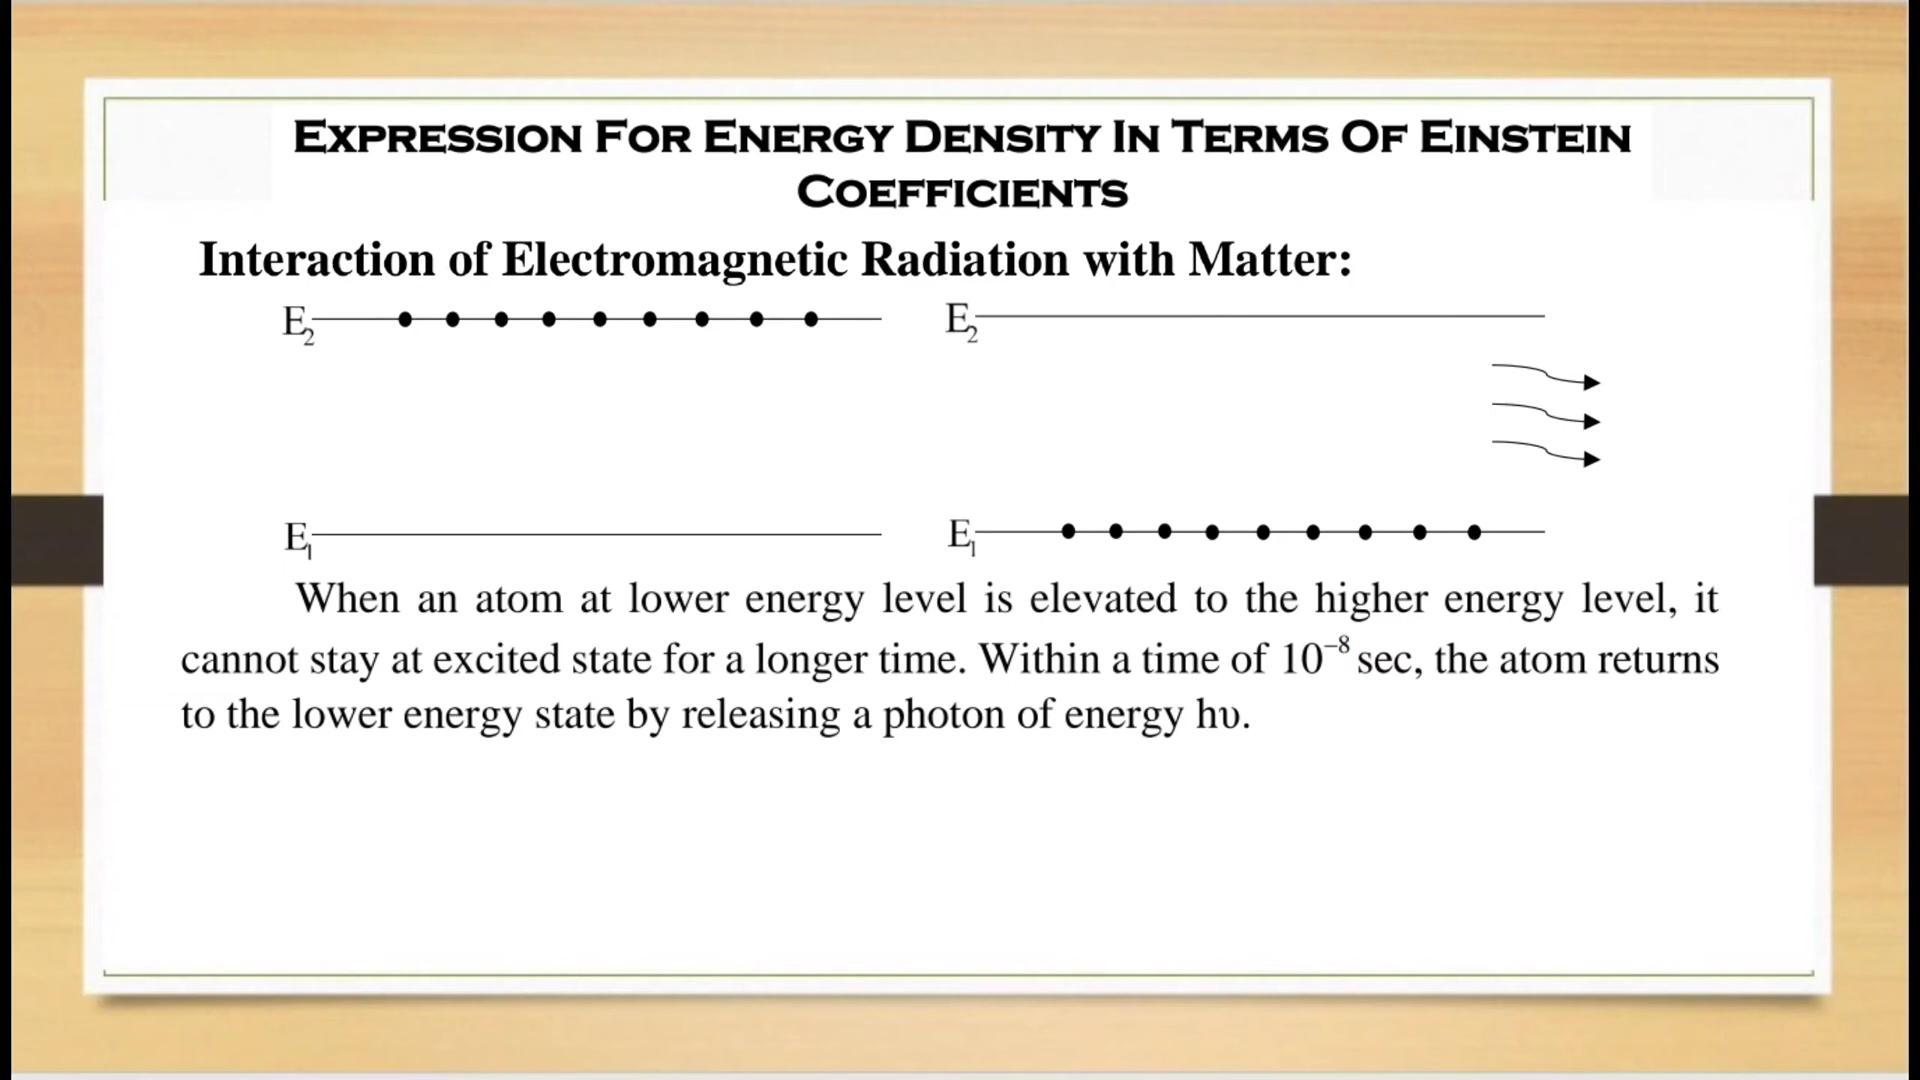 EXPRESSION FOR ENERGY DENSITY IN TERMS OF EINSTEIN
COEFFICIENTS
Interaction of Electromagnetic Radiation with Matter:
E₂ E₂
E₁ E₁
When an atom at lower energy level is elevated to the higher energy level, it
cannot stay at excited state for a longer time. Within a time of 10⁻⁸ sec, the atom returns
to the lower energy state by releasing a photon of energy hυ.